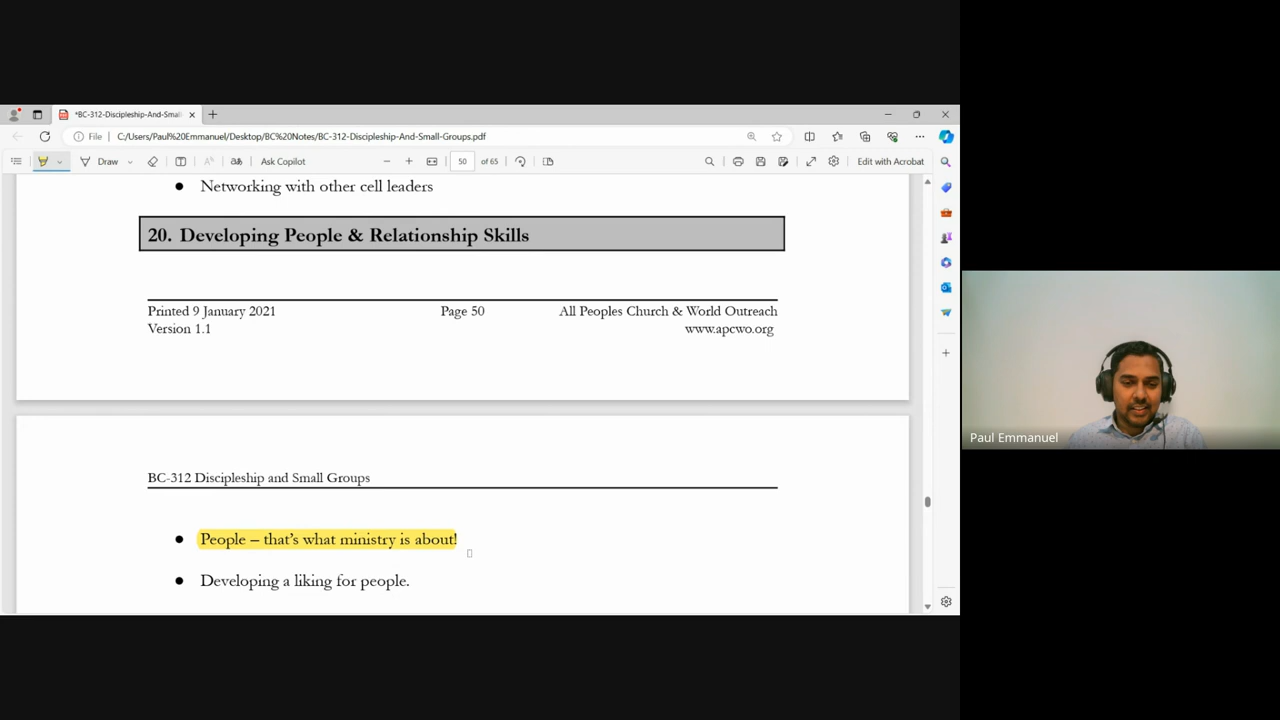 *BC-312-Discipleship-And-Small-
File
C:/Users/Paul%20Emmanuel/Desktop/BC%20Notes/BC-312-Discipleship-And-Small-Groups.pdf
Draw
Ask Copilot
50 of 65
Edit with Acrobat
● Networking with other cell leaders
20. Developing People & Relationship Skills
Printed 9 January 2021 Page 50 All Peoples Church & World Outreach
Version 1.1 www.apcwo.org
BC-312 Discipleship and Small Groups
● People – that's what ministry is about!
● Developing a liking for people.
Paul Emmanuel